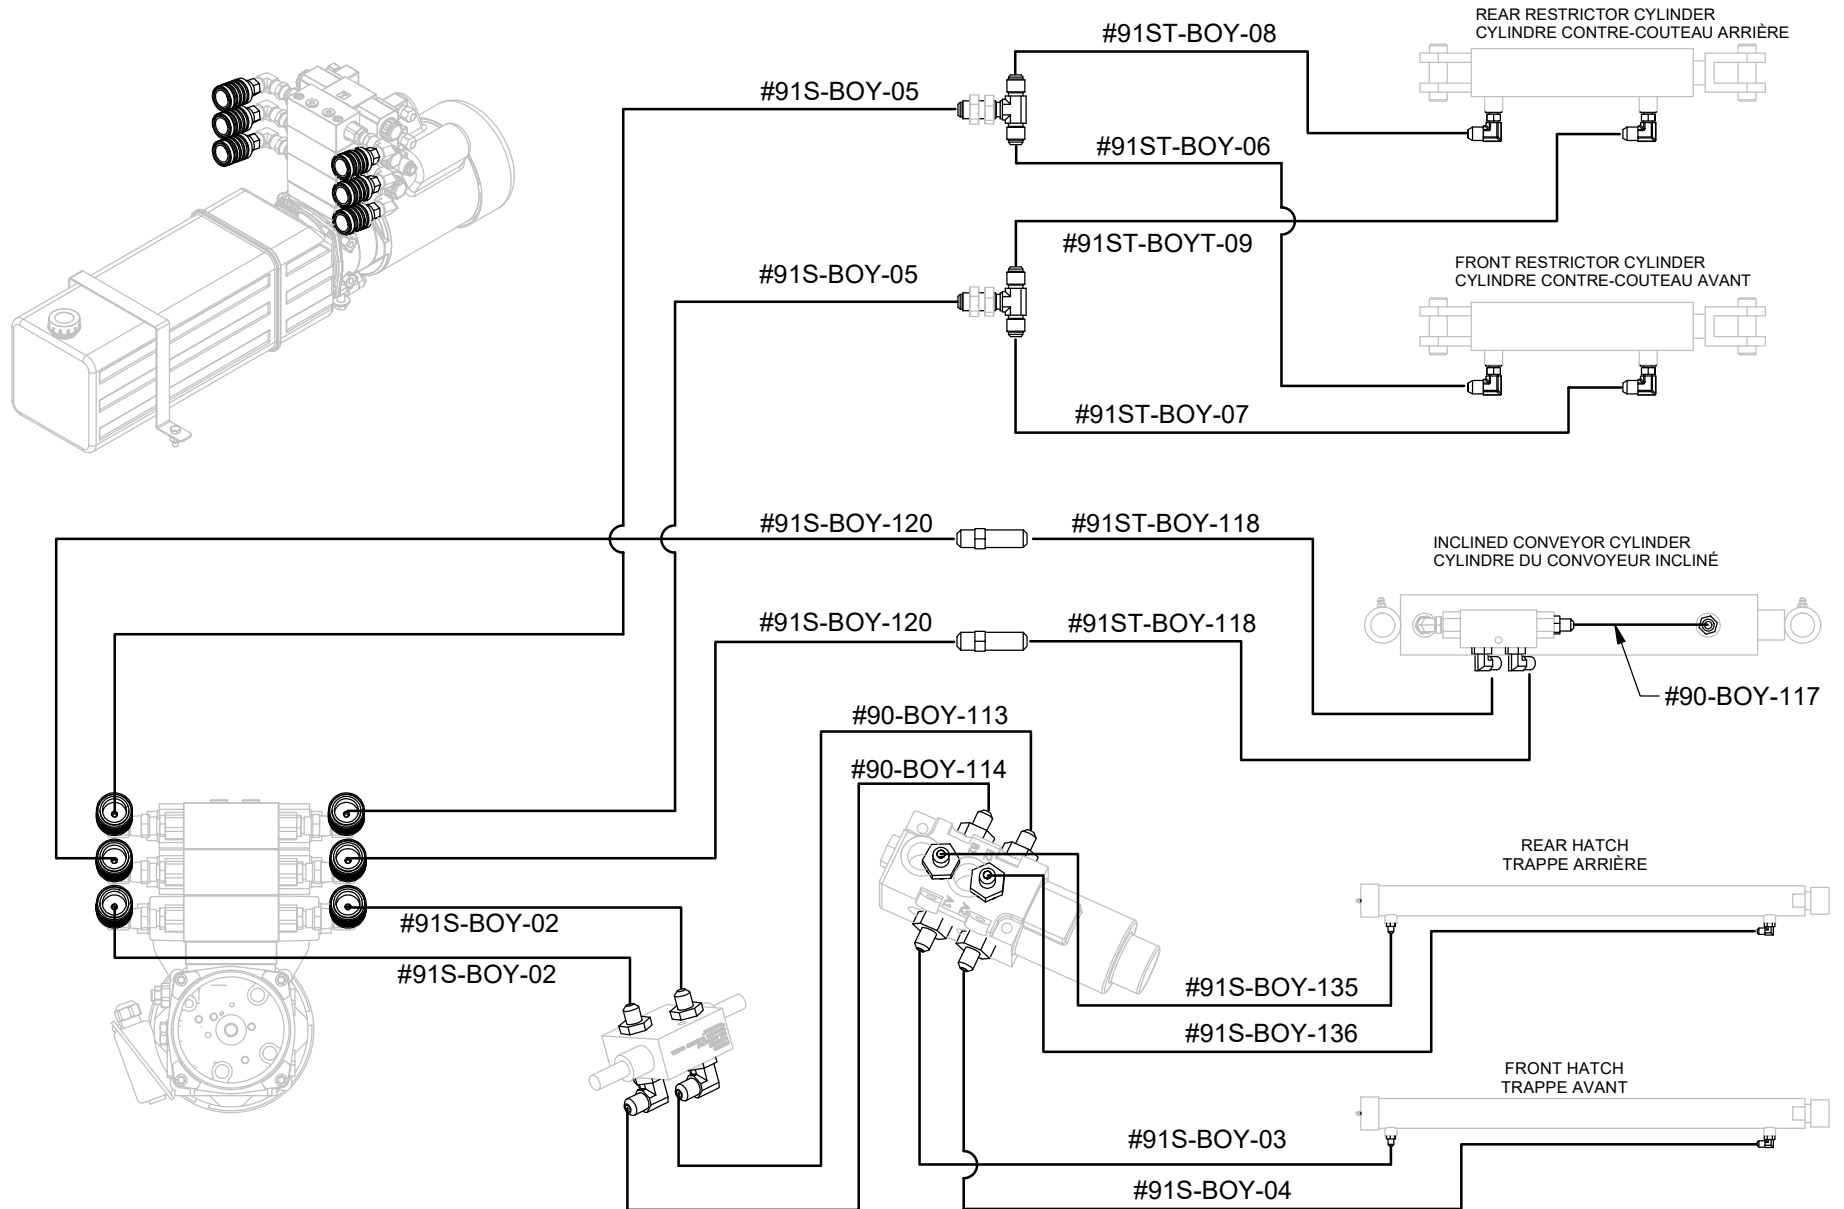 REAR RESTRICTOR CYLINDER
CYLINDRE CONTRE-COUTEAU ARRIÈRE
#91ST-BOY-08
#91S-BOY-05
#91ST-BOY-06
#91ST-BOYT-09
FRONT RESTRICTOR CYLINDER
CYLINDRE CONTRE-COUTEAU AVANT
#91S-BOY-05
#91ST-BOY-07
#91S-BOY-120
#91ST-BOY-118
INCLINED CONVEYOR CYLINDER
CYLINDRE DU CONVOYEUR INCLINÉ
#91S-BOY-120
#91ST-BOY-118
#90-BOY-117
#90-BOY-113
#90-BOY-114
REAR HATCH
TRAPPE ARRIÈRE
#91S-BOY-02
#91S-BOY-02
#91S-BOY-135
#91S-BOY-136
FRONT HATCH
TRAPPE AVANT
#91S-BOY-03
#91S-BOY-04